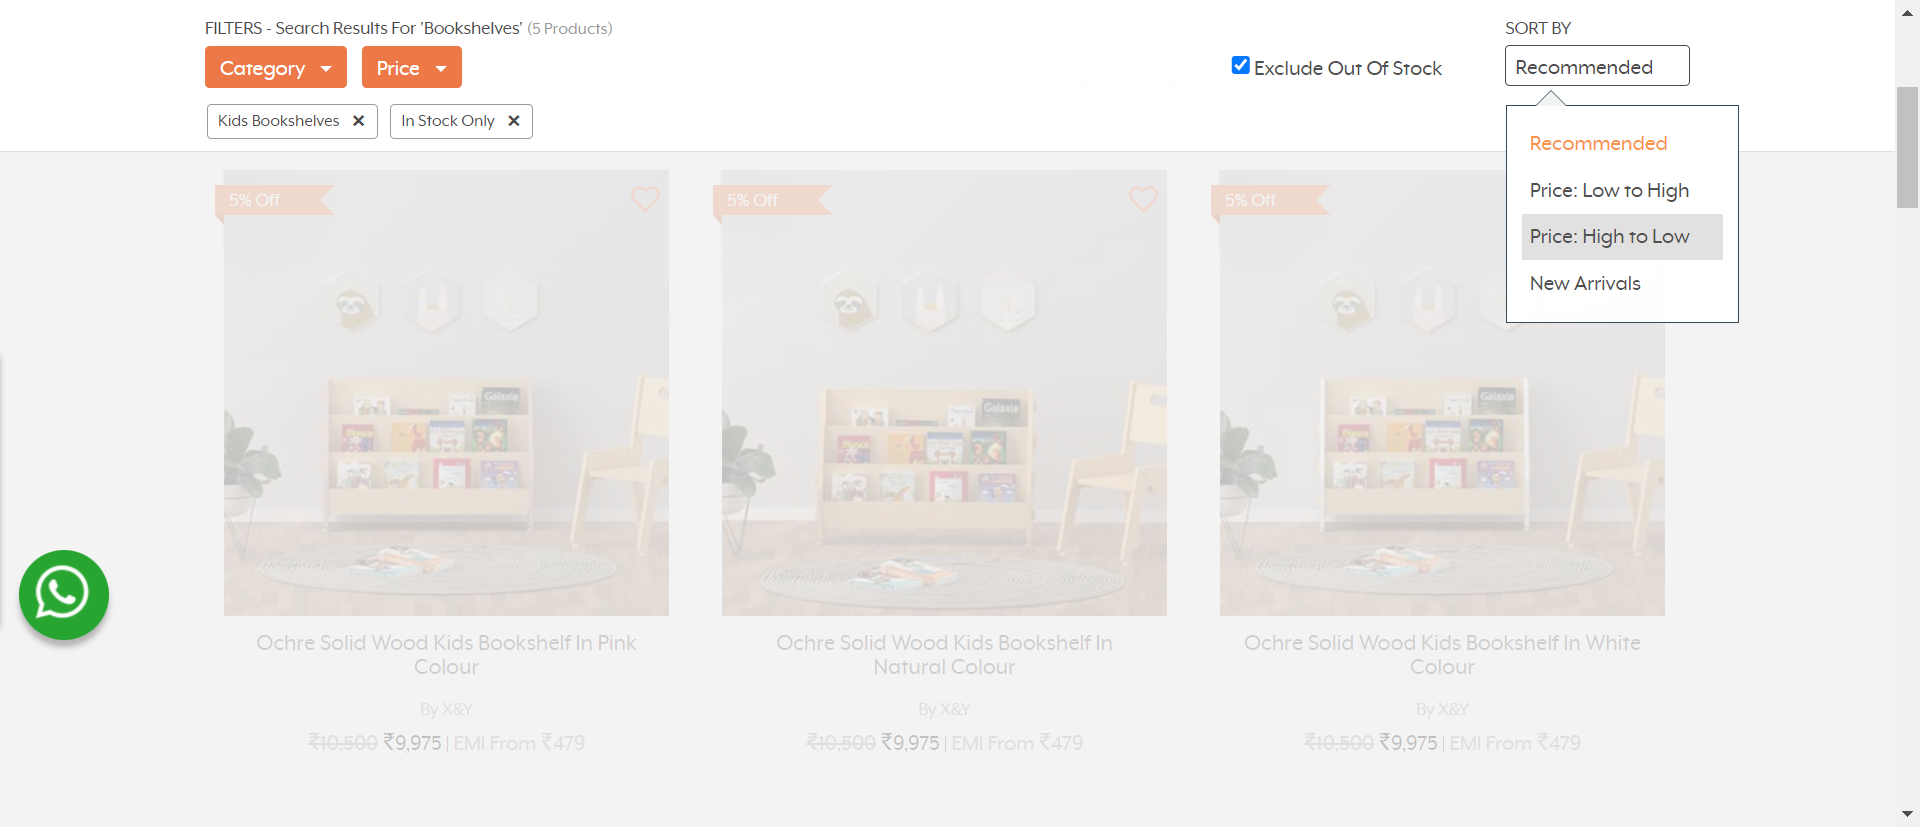 FILTERS - Search Results For 'Bookshelves' (5 Products)
SORT BY
Category
Price
Exclude Out Of Stock
Recommended
Kids Bookshelves ✕
In Stock Only ✕
Recommended
Price: Low to High
Price: High to Low
New Arrivals
5% Off
5% Off
5% Off
Galaxia
Galaxia
Ochre Solid Wood Kids Bookshelf In Pink
Colour
By X&Y
₹10,500 ₹9,975 | EMI From ₹479
Ochre Solid Wood Kids Bookshelf In
Natural Colour
By X&Y
₹10,500 ₹9,975 | EMI From ₹479
Ochre Solid Wood Kids Bookshelf In White
Colour
By X&Y
₹10,500 ₹9,975 | EMI From ₹479